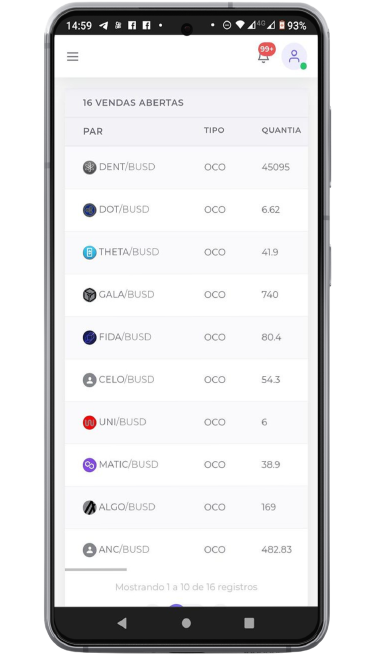 14:59
4G
93%
99+
16 VENDAS ABERTAS
PAR TIPO QUANTIA
DENT/BUSD OCO 45095
DOT/BUSD OCO 6.62
THETA/BUSD OCO 41.9
GALA/BUSD OCO 740
FIDA/BUSD OCO 80.4
CELO/BUSD OCO 54.3
UNI/BUSD OCO 6
MATIC/BUSD OCO 38.9
ALGO/BUSD OCO 169
ANC/BUSD OCO 482.83
Mostrando 1 a 10 de 16 registros